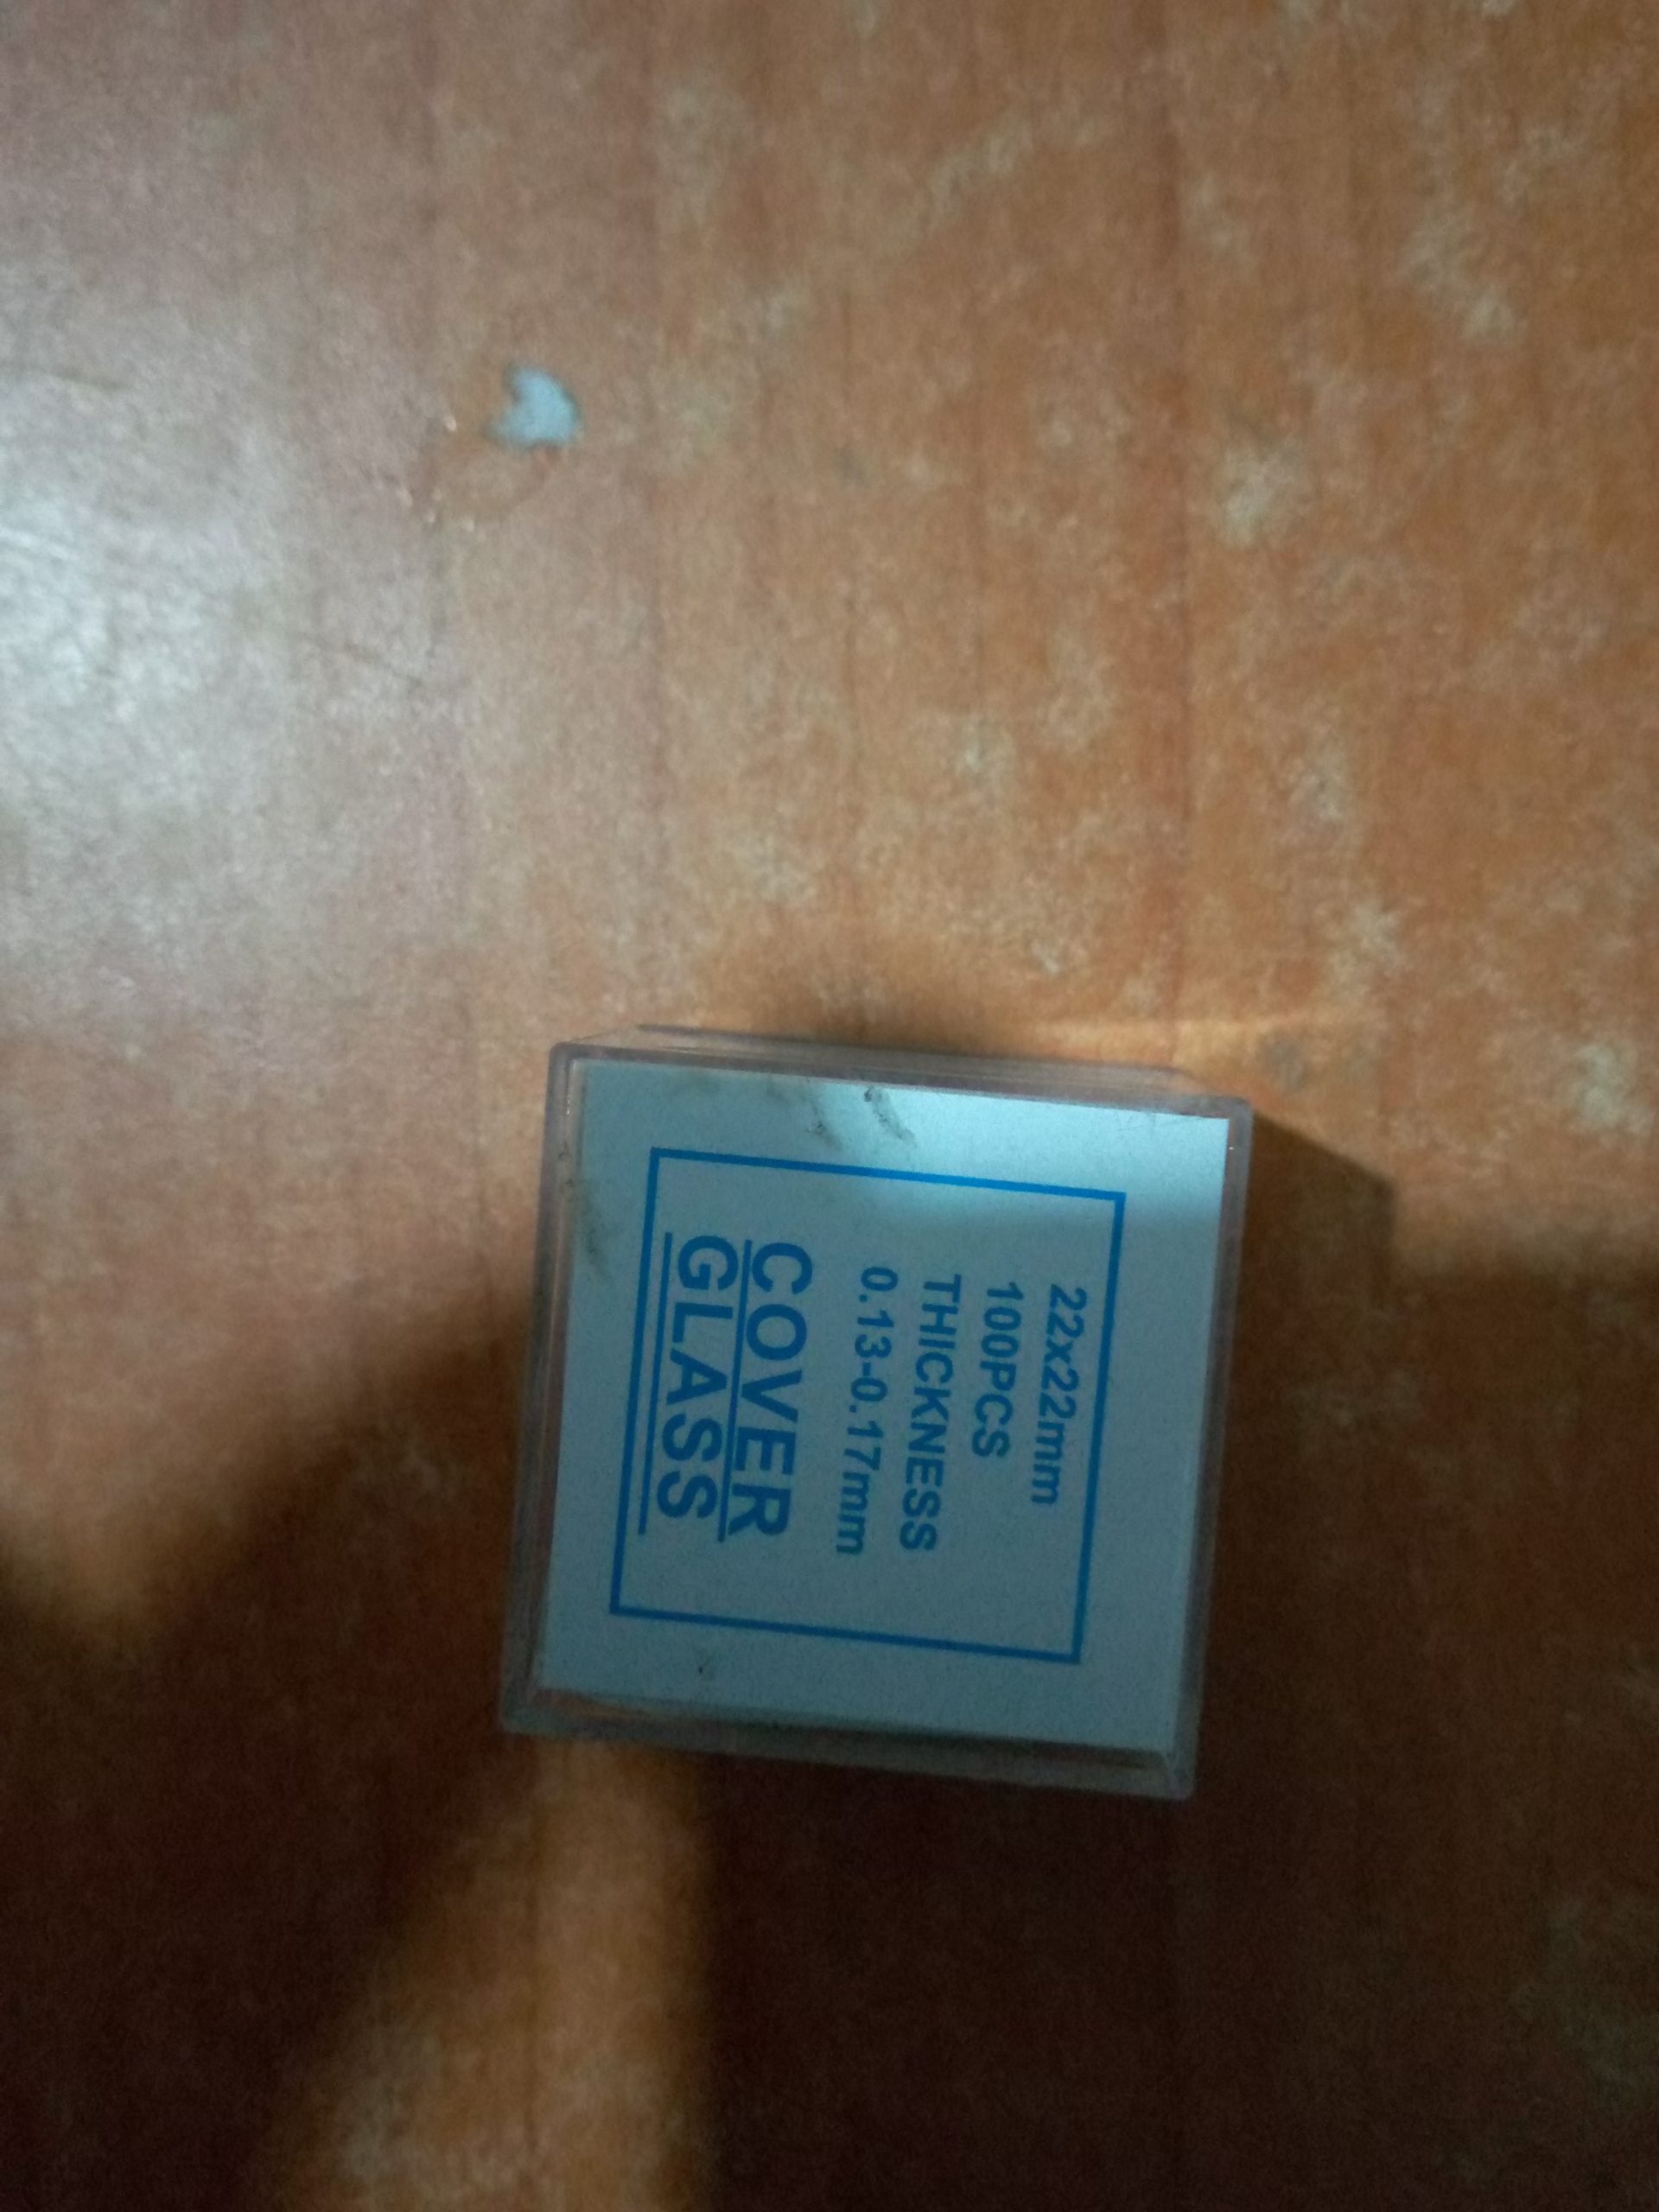 22x22mm
100PCS
THICKNESS
0.13-0.17mm
COVER
GLASS